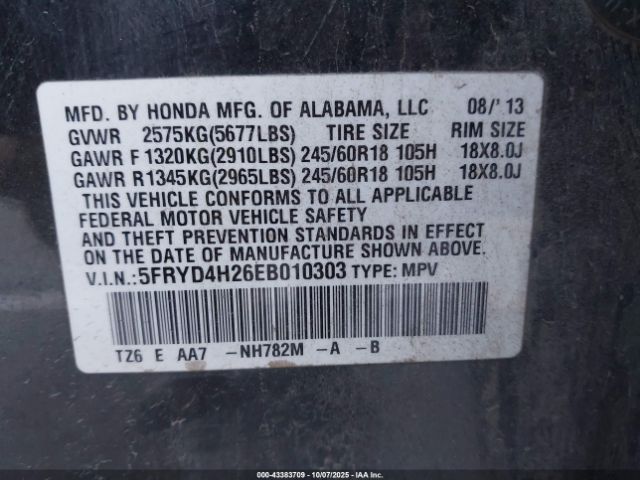 MFD. BY HONDA MFG. OF ALABAMA, LLC 08/'13
GVWR 2575KG(5677LBS) TIRE SIZE RIM SIZE
GAWR F 1320KG(2910LBS) 245/60R18 105H 18X8.0J
GAWR R1345KG(2965LBS) 245/60R18 105H 18X8.0J
THIS VEHICLE CONFORMS TO ALL APPLICABLE
FEDERAL MOTOR VEHICLE SAFETY
AND THEFT PREVENTION STANDARDS IN EFFECT
ON THE DATE OF MANUFACTURE SHOWN ABOVE.
V.I.N.:5FRYD4H26EB010303 TYPE: MPV
TZ6 E AA7 -NH782M -A -B
000-43383709 - 10/07/2025 - IAA Inc.